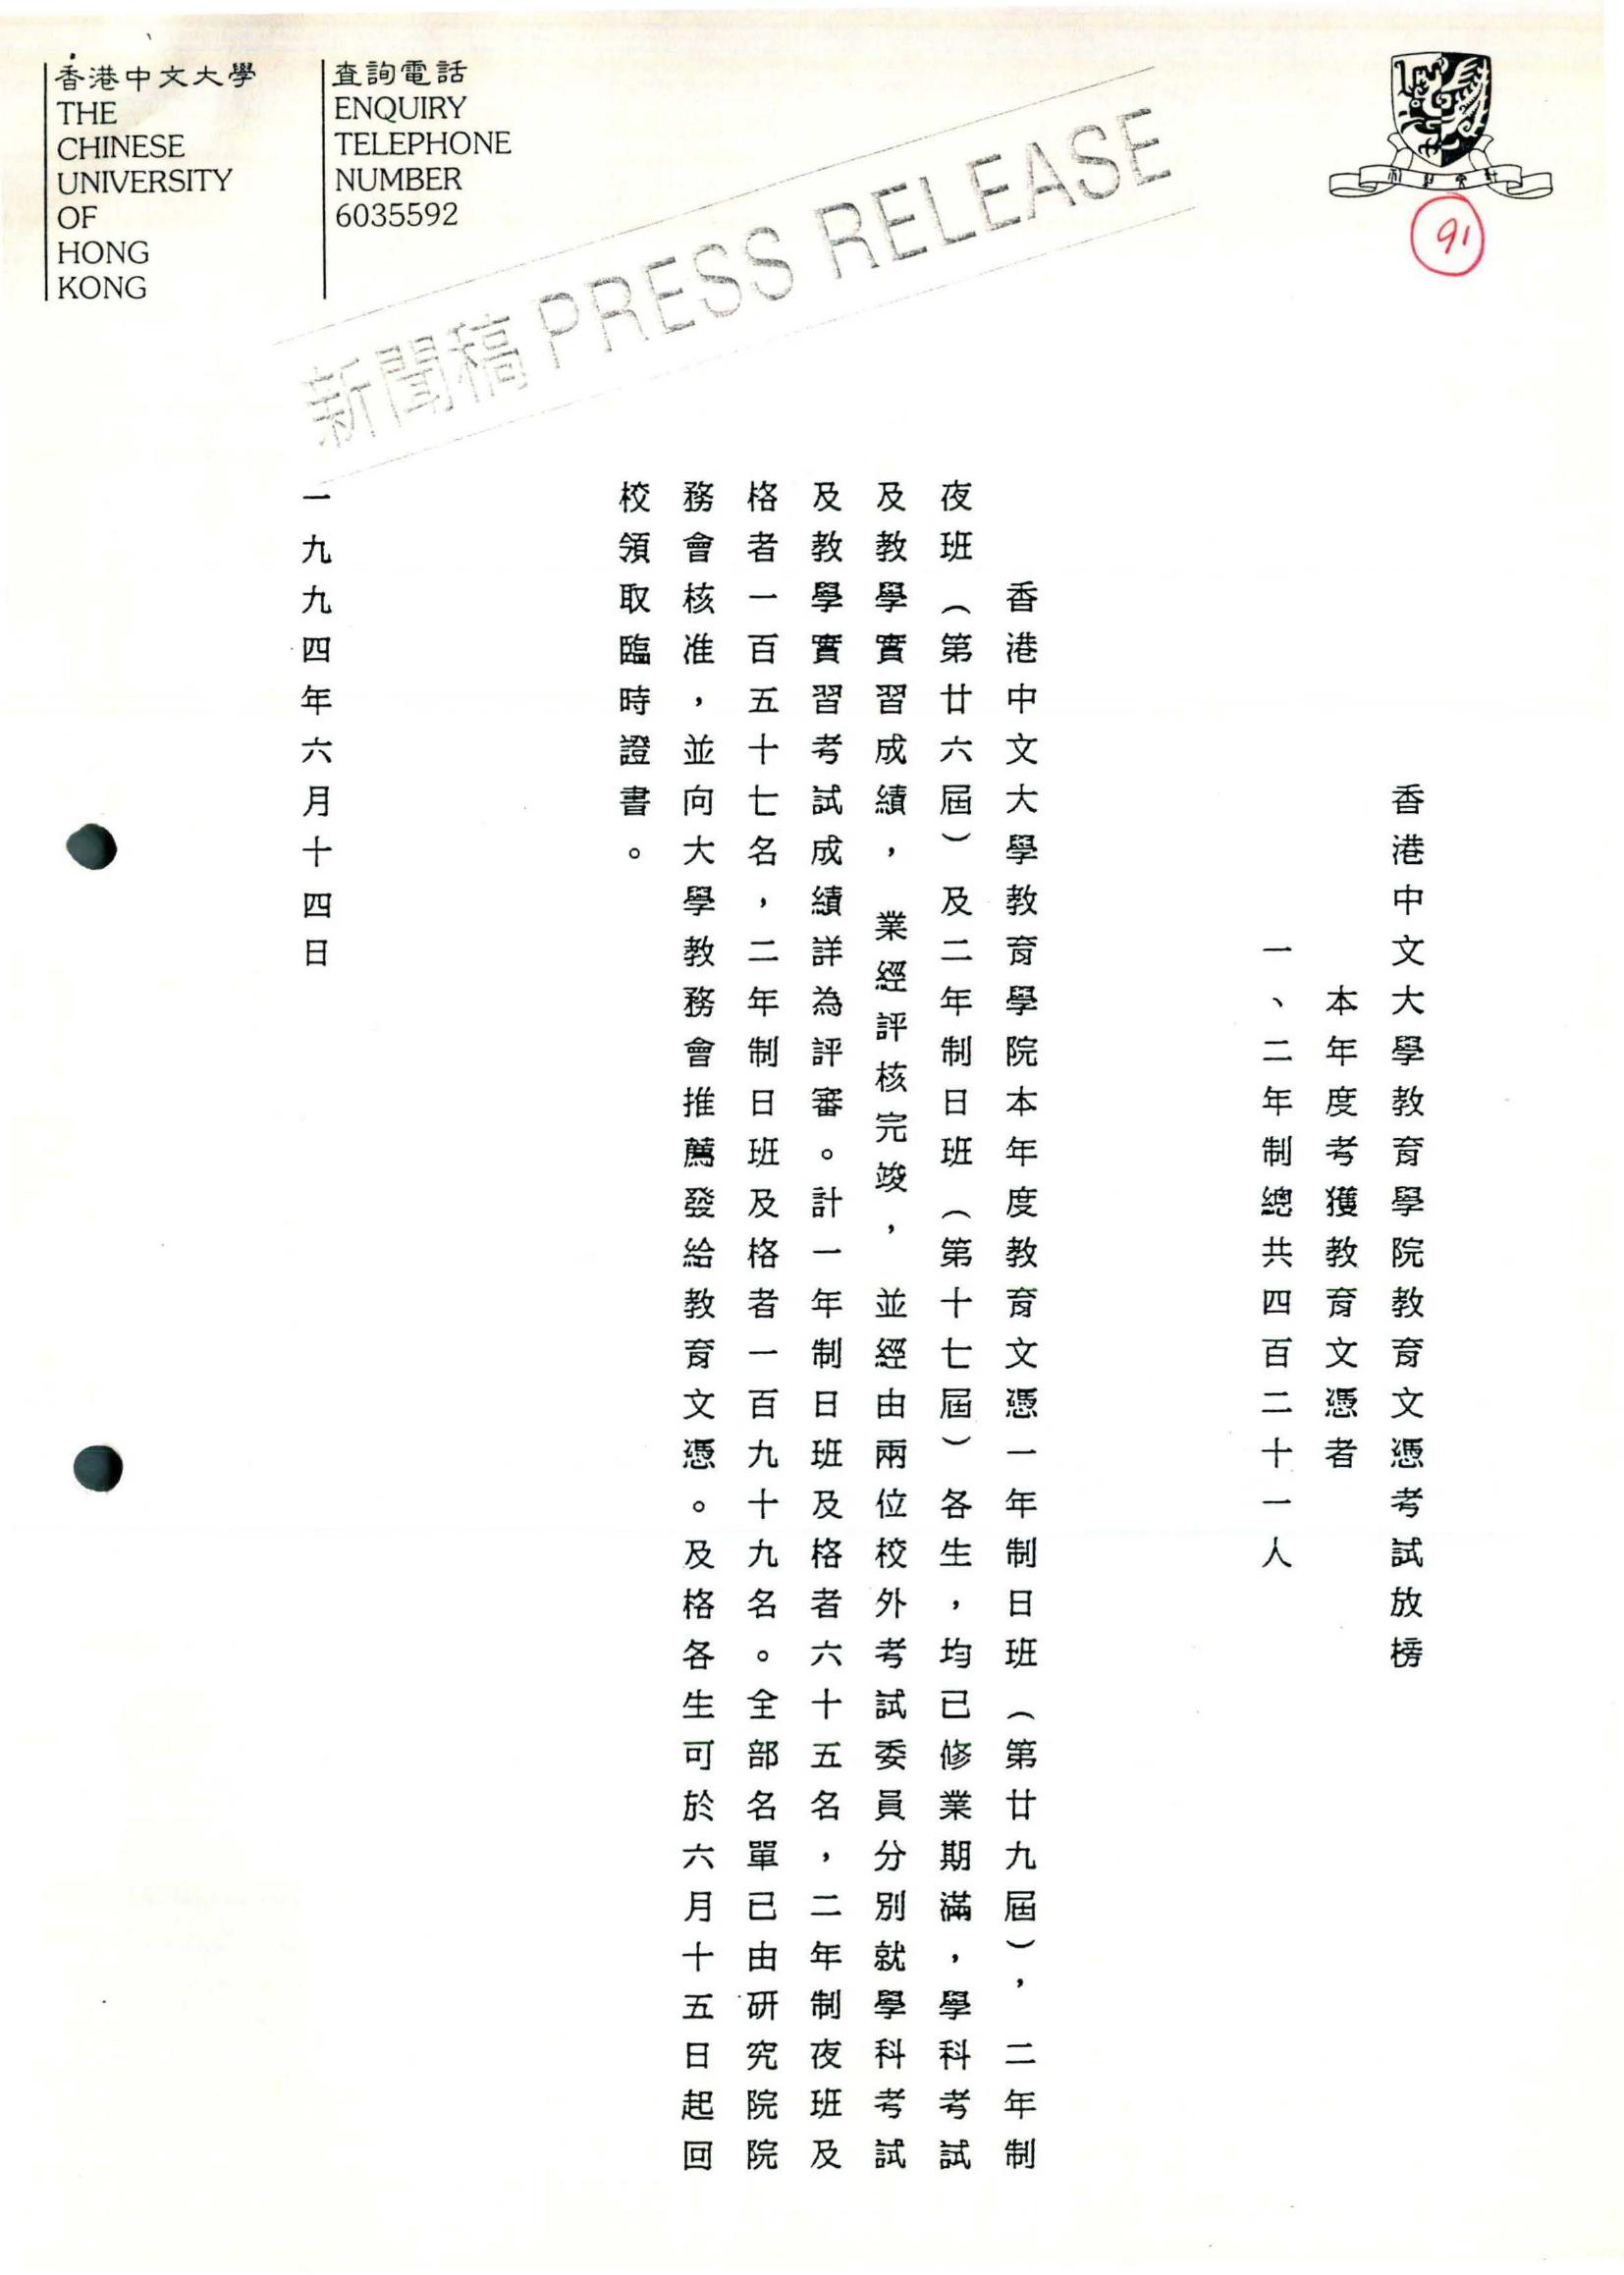 香港中文大學
THE
CHINESE
UNIVERSITY
OF
HONG
KONG
查詢電話
ENQUIRY
TELEPHONE
NUMBER
6035592
新聞稿 PRESS RELEASE
91
香港中文大學教育學院教育文憑考試放榜
本年度考獲教育文憑者
一、二年制總共四百二十一人
香港中文大學教育學院本年度教育文憑一年制日班（第廿九屆），二年制
夜班（第廿六屆）及二年制日班（第十七屆）各生，均已修業期滿，學科考試
及教學實習成績，業經評核完竣，並經由兩位校外考試委員分別就學科考試
及教學實習考試成績詳為評審。計一年制日班及格者六十五名，二年制夜班及
格者一百五十七名，二年制日班及格者一百九十九名。全部名單已由研究院院
務會核准，並向大學教務會推薦發給教育文憑。及格各生可於六月十五日起回
校領取臨時證書。
一九九四年六月十四日